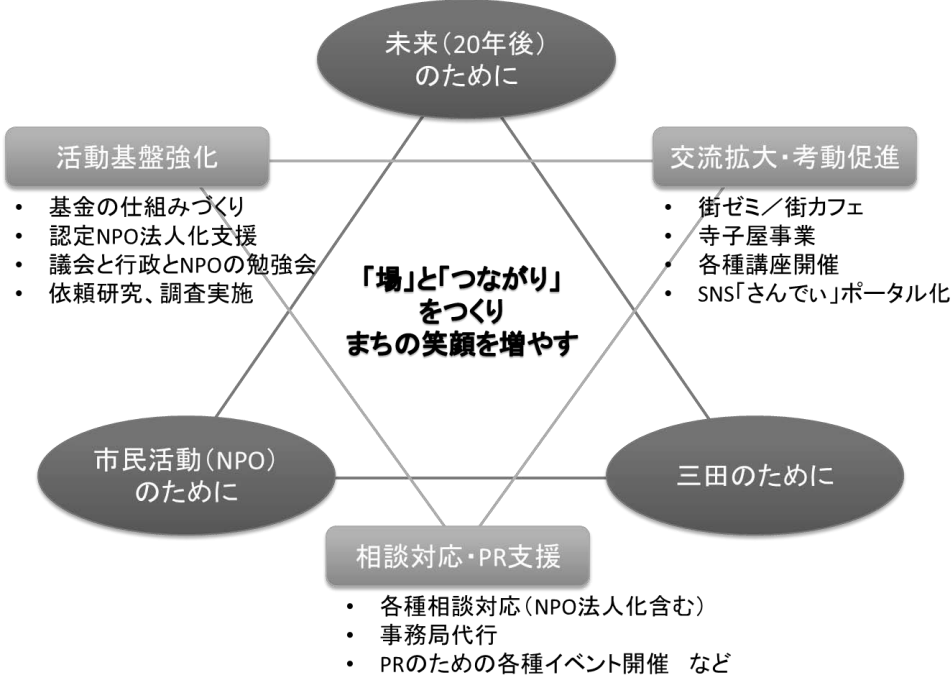 未来（20年後）
のために
活動基盤強化
• 基金の仕組みづくり
• 認定NPO法人化支援
• 議会と行政とNPOの勉強会
• 依頼研究、調査実施
交流拡大・考動促進
• 街ゼミ／街カフェ
• 寺子屋事業
• 各種講座開催
• SNS「さんでぃ」ポータル化
「場」と「つながり」
をつくり
まちの笑顔を増やす
市民活動（NPO）
のために
三田のために
相談対応・PR支援
• 各種相談対応（NPO法人化含む）
• 事務局代行
• PRのための各種イベント開催　など